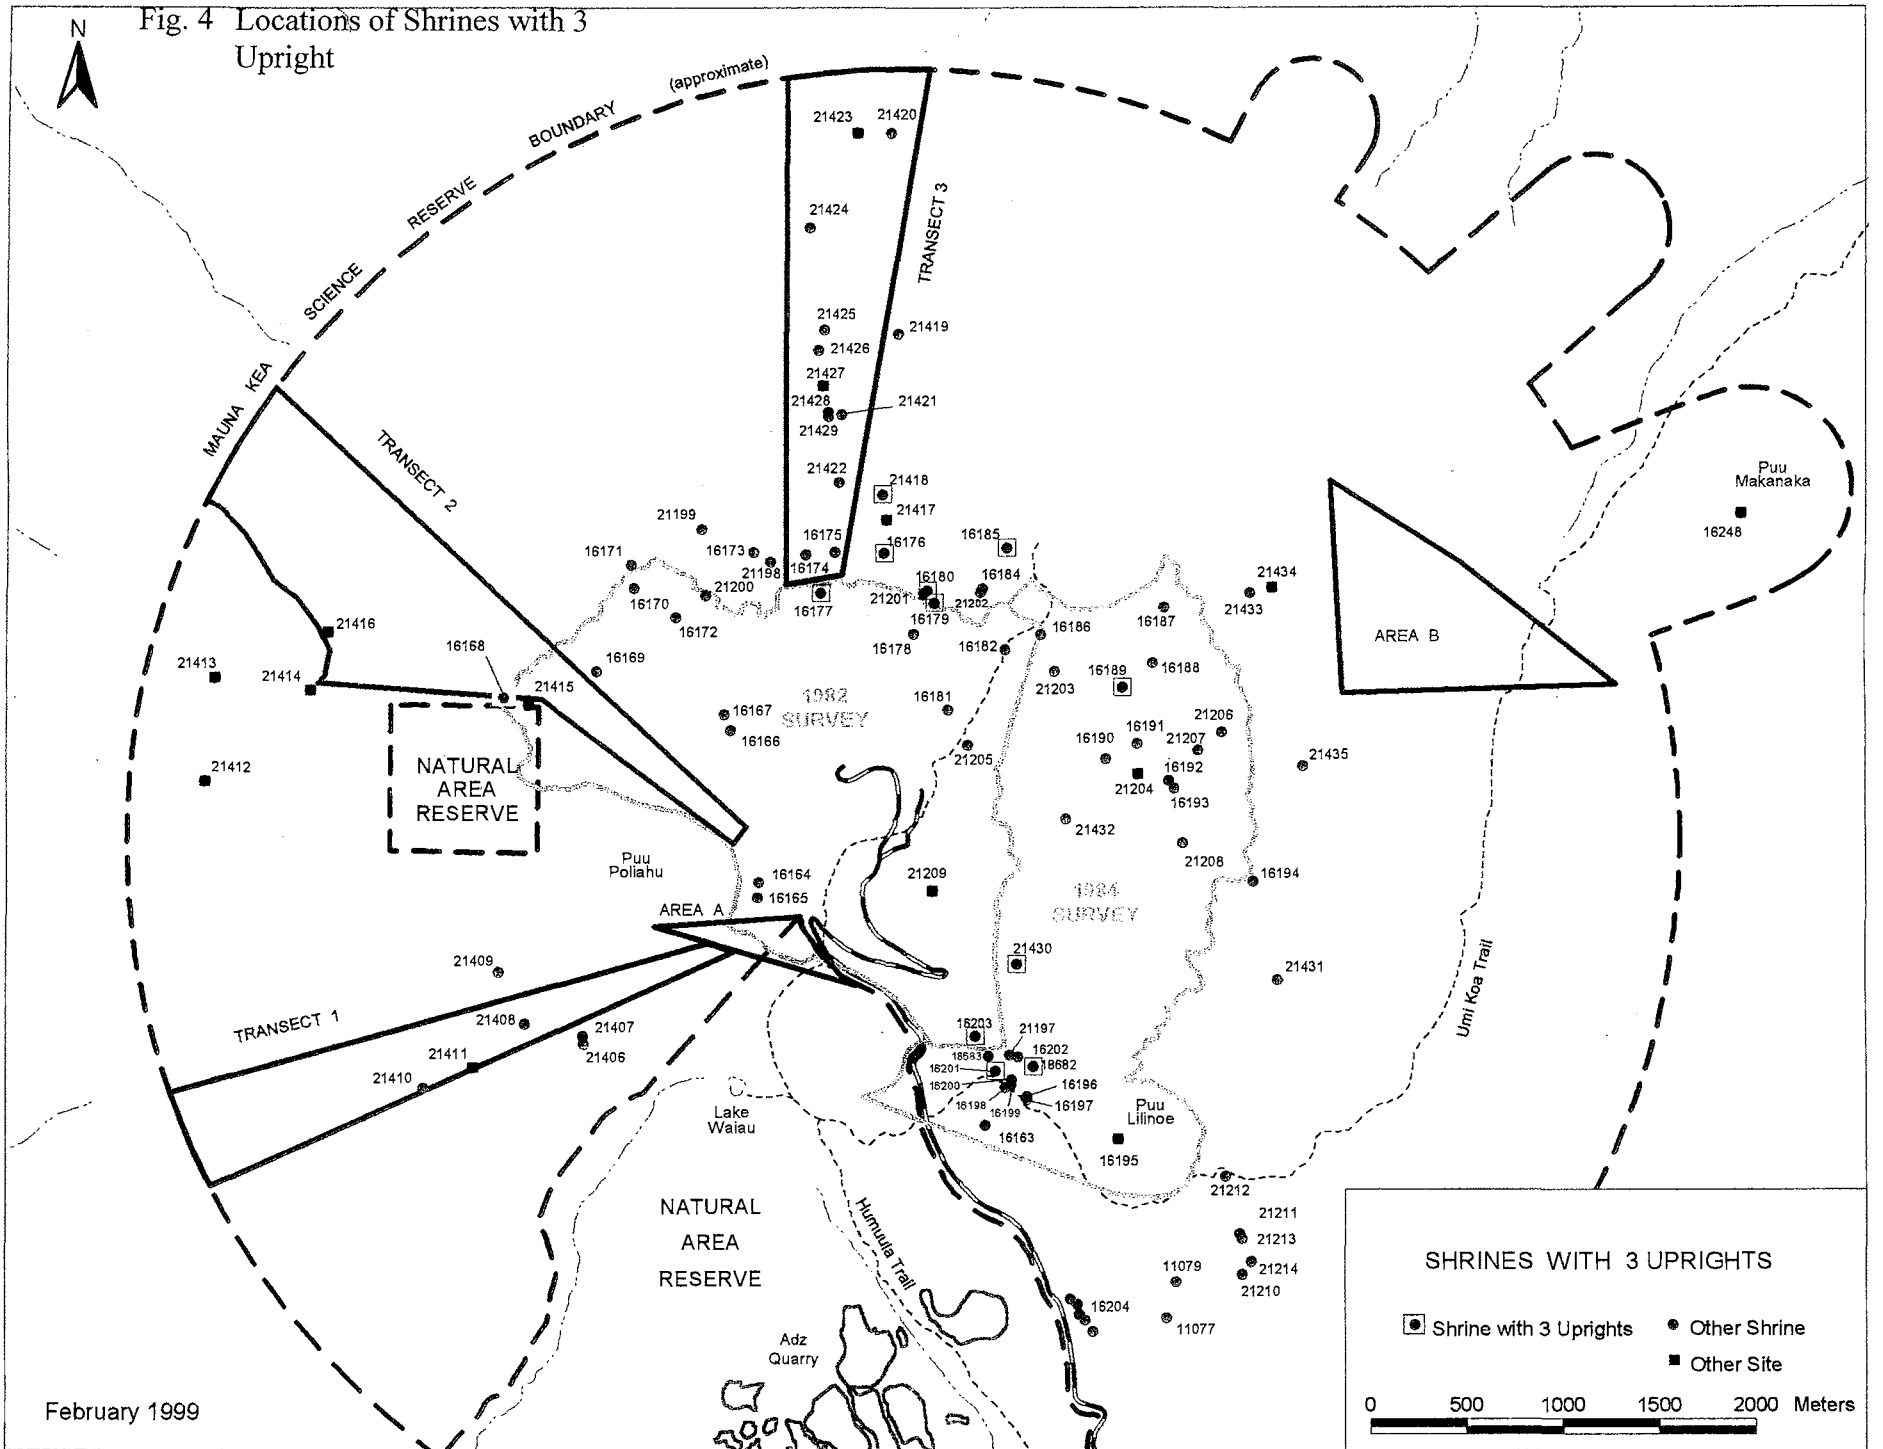 Fig. 4 Locations of Shrines with 3
Upright
N
(approximate)
BOUNDARY
RESERVE
SCIENCE
MAUNA KEA
21423
21420
TRANSECT 3
21424
21425
21419
21426
21427
21428
21421
21429
TRANSECT 2
21422
21418
21417
Puu
Makanaka
16248
21199
16171
16173
16175
16176
16185
21198
16174
21200
16170
16172
16177
16180
21201
16179
16184
21202
21434
21433
16178
16182
16186
16187
AREA B
21416
16168
16169
21413
21414
21415
21203
16189
16188
1982
SURVEY
16167
16166
16181
21205
16190
16191
21206
21207
16192
21204
16193
21435
21412
NATURAL
AREA
RESERVE
21432
21208
Puu
Poliahu
16164
16165
21209
16194
1984
SURVEY
AREA A
21409
21430
21431
Umi Koa Trail
TRANSECT 1
21408
21407
21406
21411
21410
16203
21197
18683
16202
16201
18682
16200
16196
16198
16199
16197
Lake
Waiau
Puu
Lilinoe
16163
16195
21212
NATURAL
AREA
RESERVE
Humuula Trail
21211
21213
21214
21210
11079
11077
16204
Adz
Quarry
SHRINES WITH 3 UPRIGHTS
Shrine with 3 Uprights
Other Shrine
Other Site
0 500 1000 1500 2000 Meters
February 1999